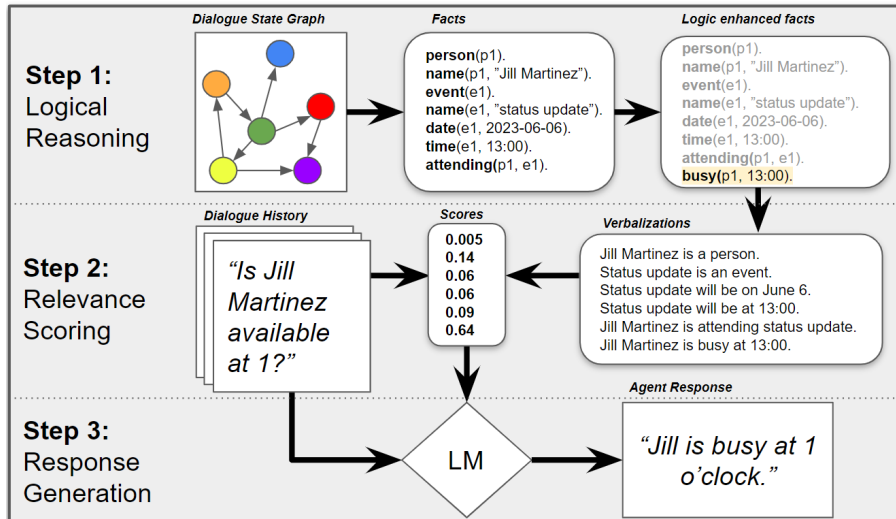 Dialogue State Graph
Facts
Logic enhanced facts
Step 1:
Logical
Reasoning
person(p1).
name(p1, "Jill Martinez").
event(e1).
name(e1, "status update").
date(e1, 2023-06-06).
time(e1, 13:00).
attending(p1, e1).
person(p1).
name(p1, "Jill Martinez").
event(e1).
name(e1, "status update").
date(e1, 2023-06-06).
time(e1, 13:00).
attending(p1, e1).
busy(p1, 13:00).
Dialogue History
Scores
Verbalizations
Step 2:
Relevance
Scoring
“Is Jill
Martinez
available
at 1?”
0.005
0.14
0.06
0.06
0.09
0.64
Jill Martinez is a person.
Status update is an event.
Status update will be on June 6.
Status update will be at 13:00.
Jill Martinez is attending status update.
Jill Martinez is busy at 13:00.
Agent Response
Step 3:
Response
Generation
LM
“Jill is busy at 1
o’clock.”